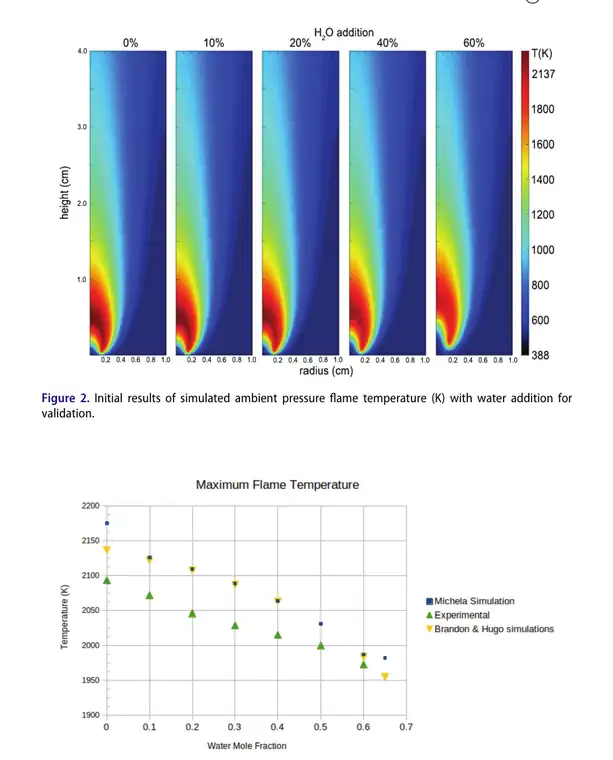 H2O addition
0% 10% 20% 40% 60%
4.0
3.0
2.0
1.0
height (cm)
T(K)
2137
1800
1600
1400
1200
1000
800
600
388
0.2 0.4 0.6 0.8 1.0 0.2 0.4 0.6 0.8 1.0 0.2 0.4 0.6 0.8 1.0 0.2 0.4 0.6 0.8 1.0 0.2 0.4 0.6 0.8 1.0
radius (cm)
Figure 2. Initial results of simulated ambient pressure flame temperature (K) with water addition for
validation.
Maximum Flame Temperature
2200
2150
2100
2050
2000
1950
1900
Temperature (K)
Michela Simulation
Experimental
Brandon & Hugo simulations
0 0.1 0.2 0.3 0.4 0.5 0.6 0.7
Water Mole Fraction